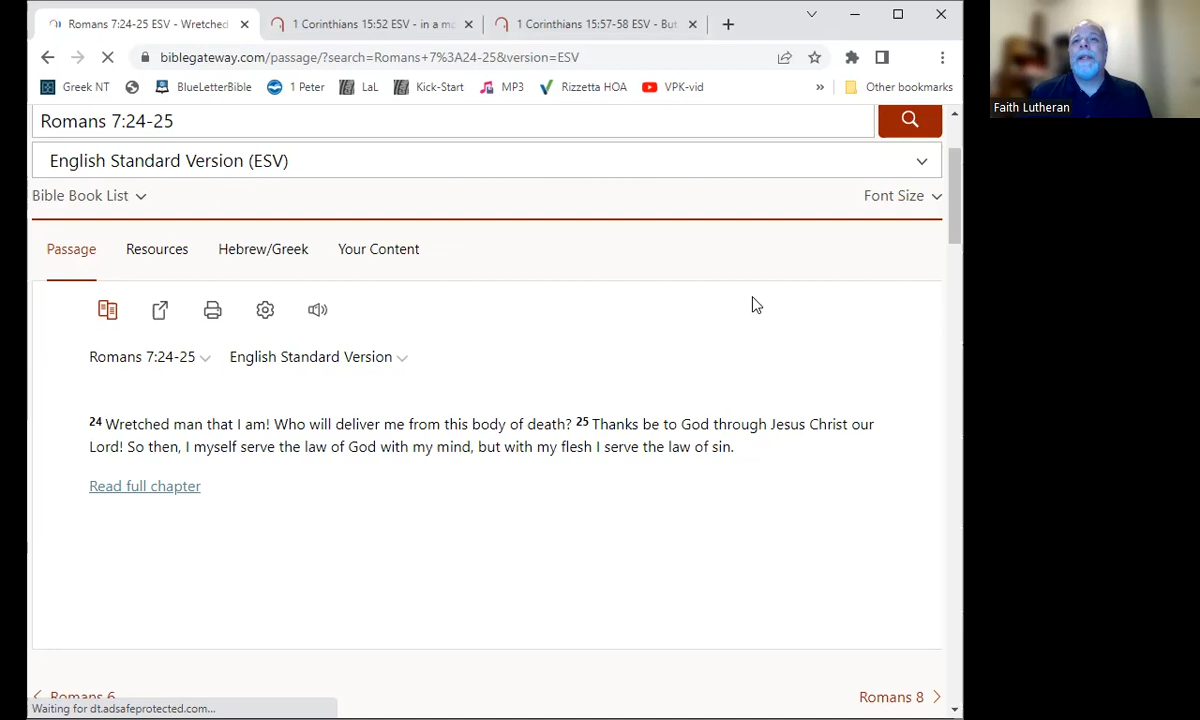 Romans 7:24-25 ESV - Wretched
1 Corinthians 15:52 ESV - in a mo
1 Corinthians 15:57-58 ESV - But
biblegateway.com/passage/?search=Romans+7%3A24-25&version=ESV
Greek NT
BlueLetterBible
1 Peter
LaL
Kick-Start
MP3
Rizzetta HOA
VPK-vid
»
Other bookmarks
Faith Lutheran
Romans 7:24-25
English Standard Version (ESV)
Bible Book List
Font Size
Passage
Resources
Hebrew/Greek
Your Content
Romans 7:24-25
English Standard Version
24 Wretched man that I am! Who will deliver me from this body of death? 25 Thanks be to God through Jesus Christ our
Lord! So then, I myself serve the law of God with my mind, but with my flesh I serve the law of sin.
Read full chapter
Romans 6
Romans 8
Waiting for dt.adsafeprotected.com...